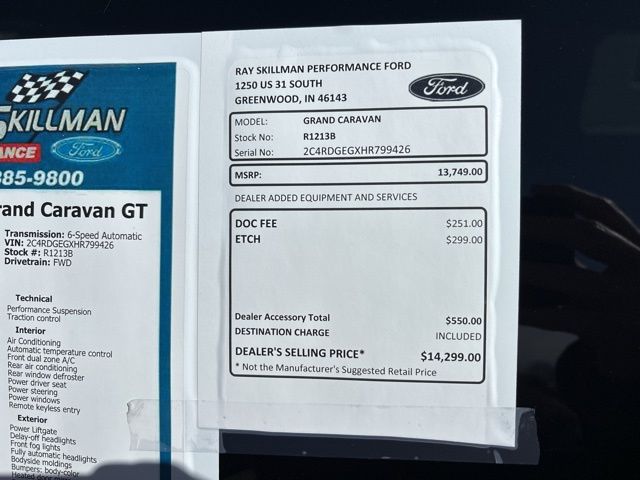 SKILLMAN
ANCE
Ford
885-9800
rand Caravan GT
Transmission: 6-Speed Automatic
VIN: 2C4RDGEGXHR799426
Stock #: R1213B
Drivetrain: FWD
Technical
Performance Suspension
Traction control
Interior
Air Conditioning
Automatic temperature control
Front dual zone A/C
Rear air conditioning
Rear window defroster
Power driver seat
Power steering
Power windows
Remote keyless entry
Exterior
Power Liftgate
Delay-off headlights
Front fog lights
Fully automatic headlights
Bodyside moldings
Bumpers: body-color
Heated door
RAY SKILLMAN PERFORMANCE FORD
1250 US 31 SOUTH
GREENWOOD, IN 46143
Ford
MODEL: GRAND CARAVAN
Stock No: R1213B
Serial No: 2C4RDGEGXHR799426
MSRP: 13,749.00
DEALER ADDED EQUIPMENT AND SERVICES
DOC FEE $251.00
ETCH $299.00
Dealer Accessory Total $550.00
DESTINATION CHARGE INCLUDED
DEALER'S SELLING PRICE* $14,299.00
* Not the Manufacturer's Suggested Retail Price